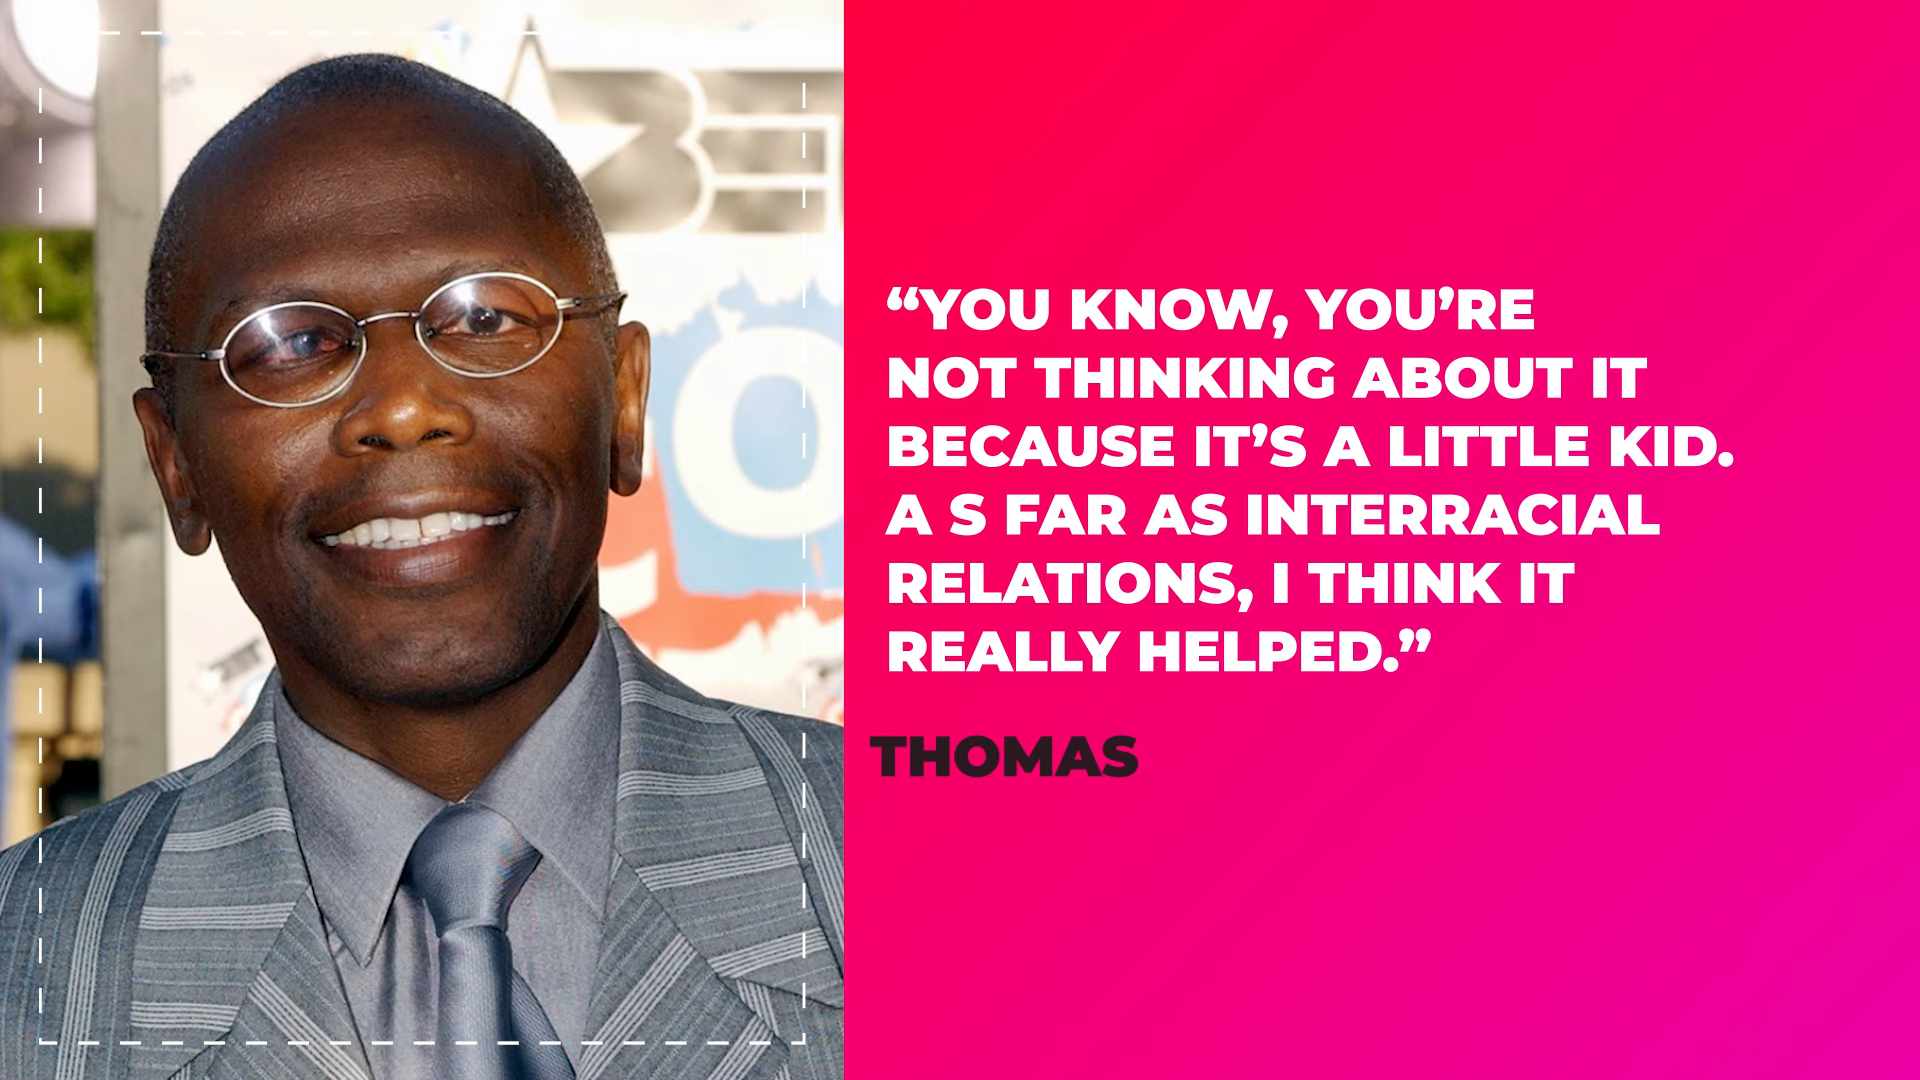 “YOU KNOW, YOU’RE
NOT THINKING ABOUT IT
BECAUSE IT’S A LITTLE KID.
A S FAR AS INTERRACIAL
RELATIONS, I THINK IT
REALLY HELPED.”
THOMAS